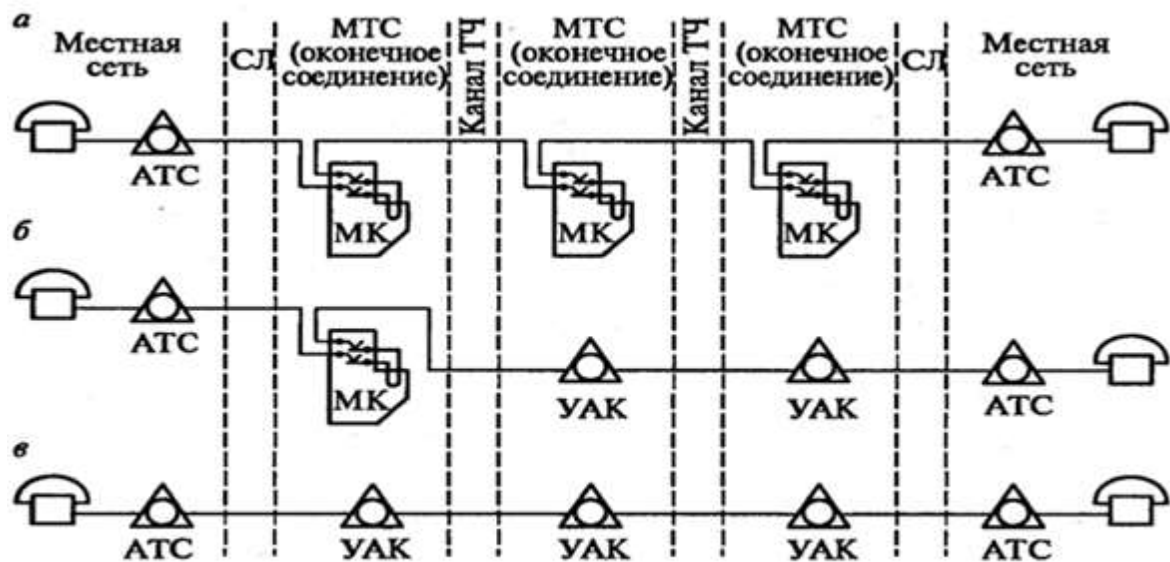 а
Местная
сеть
СЛ
МТС
(оконечное
соединение)
Канал ТЧ
МТС
(оконечное
соединение)
Канал ТЧ
МТС
(оконечное
соединение)
СЛ
Местная
сеть
АТС
МК
МК
МК
АТС
б
АТС
МК
УАК
УАК
АТС
в
АТС
УАК
УАК
УАК
АТС